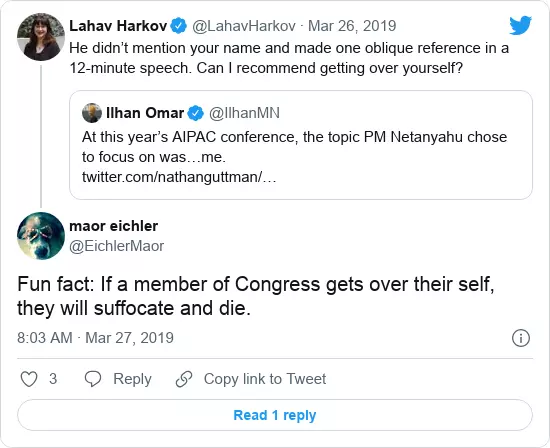 Lahav Harkov @LahavHarkov · Mar 26, 2019
He didn’t mention your name and made one oblique reference in a
12-minute speech. Can I recommend getting over yourself?
Ilhan Omar @IlhanMN
At this year’s AIPAC conference, the topic PM Netanyahu chose
to focus on was…me.
twitter.com/nathanguttman/…
maor eichler
@EichlerMaor
Fun fact: If a member of Congress gets over their self,
they will suffocate and die.
8:03 AM · Mar 27, 2019
3 Reply Copy link to Tweet
Read 1 reply